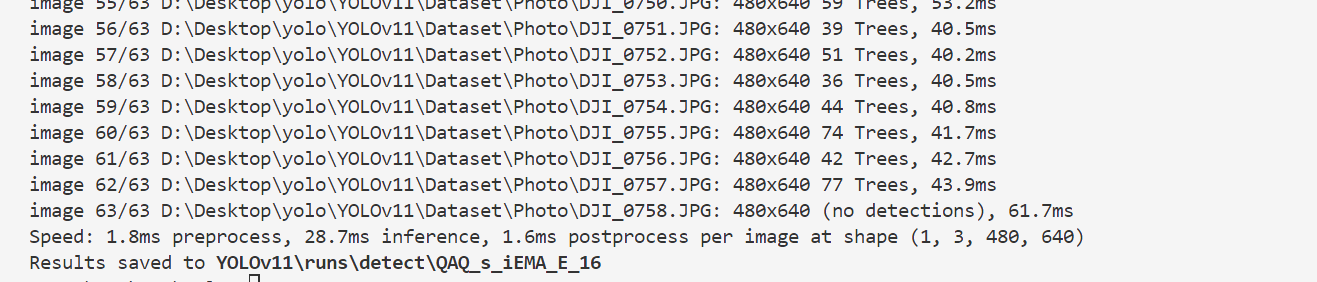 image 55/63 D:\Desktop\yolo\YOLOv11\Dataset\Photo\DJI_0750.JPG: 480x640 59 Trees, 53.2ms
image 56/63 D:\Desktop\yolo\YOLOv11\Dataset\Photo\DJI_0751.JPG: 480x640 39 Trees, 40.5ms
image 57/63 D:\Desktop\yolo\YOLOv11\Dataset\Photo\DJI_0752.JPG: 480x640 51 Trees, 40.2ms
image 58/63 D:\Desktop\yolo\YOLOv11\Dataset\Photo\DJI_0753.JPG: 480x640 36 Trees, 40.5ms
image 59/63 D:\Desktop\yolo\YOLOv11\Dataset\Photo\DJI_0754.JPG: 480x640 44 Trees, 40.8ms
image 60/63 D:\Desktop\yolo\YOLOv11\Dataset\Photo\DJI_0755.JPG: 480x640 74 Trees, 41.7ms
image 61/63 D:\Desktop\yolo\YOLOv11\Dataset\Photo\DJI_0756.JPG: 480x640 42 Trees, 42.7ms
image 62/63 D:\Desktop\yolo\YOLOv11\Dataset\Photo\DJI_0757.JPG: 480x640 77 Trees, 43.9ms
image 63/63 D:\Desktop\yolo\YOLOv11\Dataset\Photo\DJI_0758.JPG: 480x640 (no detections), 61.7ms
Speed: 1.8ms preprocess, 28.7ms inference, 1.6ms postprocess per image at shape (1, 3, 480, 640)
Results saved to YOLOv11\runs\detect\QAQ_s_iEMA_E_16